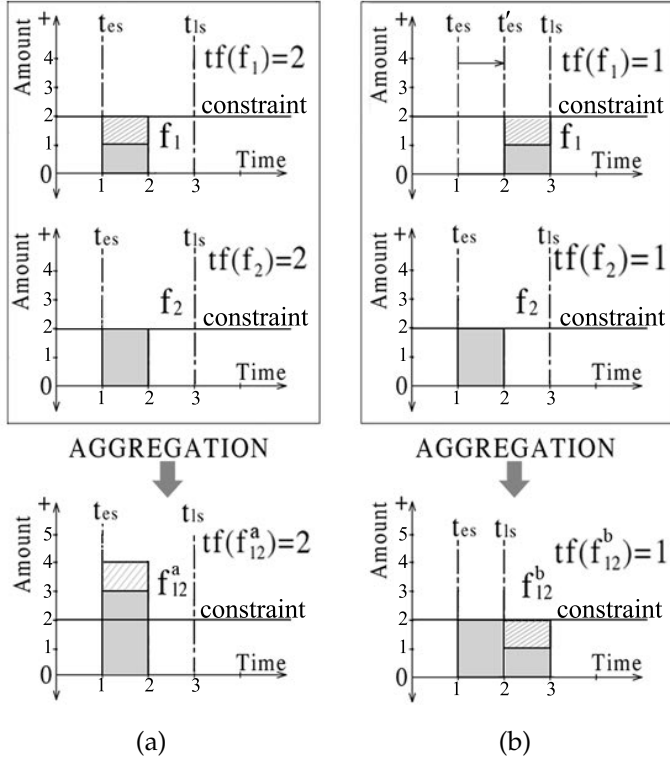 +
Amount
4
3
2
1
0
t_es
t_ls
tf(f_1)=2
constraint
f_1
Time
1
2
3
+
Amount
4
3
2
1
0
t_es
t_ls
tf(f_2)=2
f_2
constraint
Time
1
2
3
AGGREGATION
+
Amount
5
4
3
2
1
0
t_es
t_ls
tf(f_12^a)=2
f_12^a
constraint
Time
1
2
3
(a)
+
Amount
4
3
2
1
0
t_es
t'_es
t_ls
tf(f_1)=1
constraint
f_1
Time
1
2
3
+
Amount
4
3
2
1
0
t_es
t_ls
tf(f_2)=1
f_2
constraint
Time
1
2
3
AGGREGATION
+
Amount
5
4
3
2
1
0
t_es
t_ls
tf(f_12^b)=1
f_12^b
constraint
Time
1
2
3
(b)